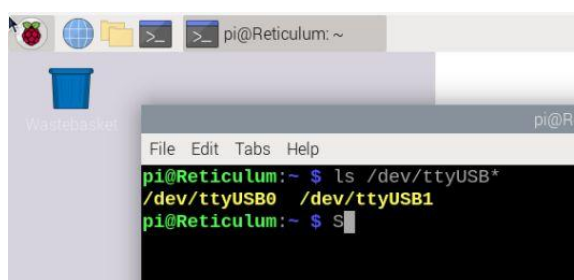 pi@Reticulum: ~
Wastebasket
pi@R
File Edit Tabs Help
pi@Reticulum:~ $ ls /dev/ttyUSB*
/dev/ttyUSB0 /dev/ttyUSB1
pi@Reticulum:~ $ S